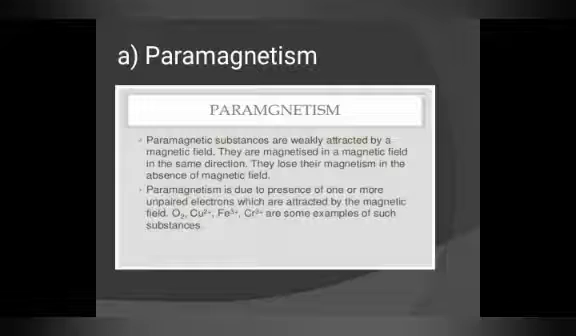 a) Paramagnetism
PARAMGNETISM
• Paramagnetic substances are weakly attracted by a
magnetic field. They are magnetised in a magnetic field
in the same direction. They lose their magnetism in the
absence of magnetic field.
• Paramagnetism is due to presence of one or more
unpaired electrons which are attracted by the magnetic
field. O₂, Cu²⁺, Fe³⁺, Cr³⁺ are some examples of such
substances.